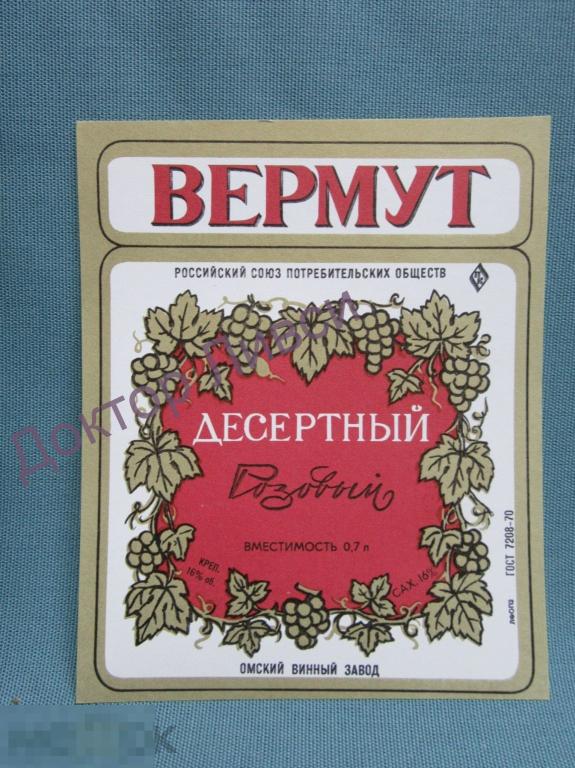 ВЕРМУТ
РОССИЙСКИЙ СОЮЗ ПОТРЕБИТЕЛЬСКИХ ОБЩЕСТВ
ДЕСЕРТНЫЙ
Розовый
ВМЕСТИМОСТЬ 0,7 л
КРЕП.
16% об.
САХ. 16%
ГОСТ 7208-70
ОМСКИЙ ВИННЫЙ ЗАВОД
Доктор Ливси